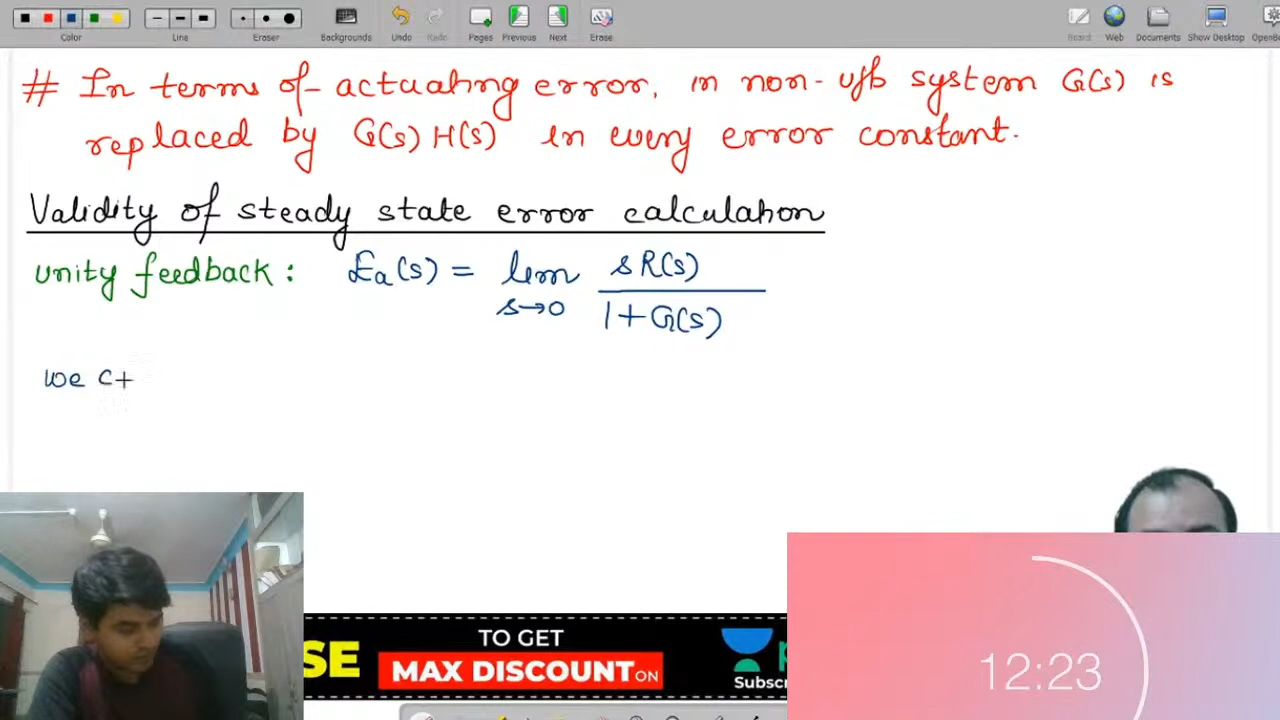 Color Line Eraser Backgrounds Undo Redo Pages Previous Next Erase Board Web Documents Show Desktop
# In terms of actuating error, in non-ufb system G(s) is
replaced by G(s) H(s) in every error constant.
Validity of steady state error calculation
unity feedback : Ea(s) = lim s→0 sR(s) / 1+G(s)
we c
SE TO GET
MAX DISCOUNT ON
Subsc
12:23